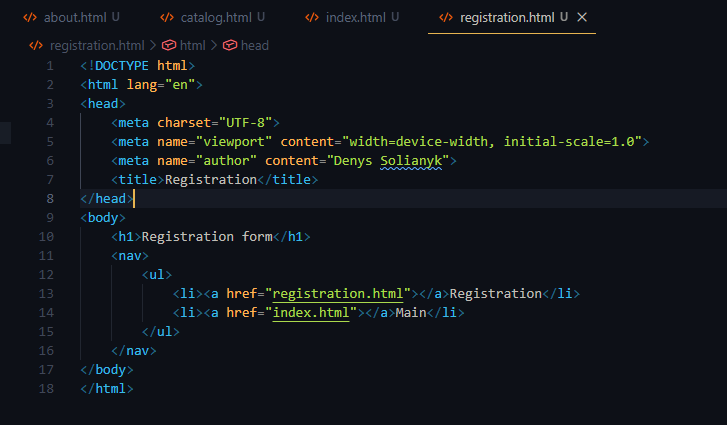 about.html U catalog.html U index.html U registration.html U
registration.html > html > head
1 <!DOCTYPE html>
2 <html lang="en">
3 <head>
4 <meta charset="UTF-8">
5 <meta name="viewport" content="width=device-width, initial-scale=1.0">
6 <meta name="author" content="Denys Solianyk">
7 <title>Registration</title>
8 </head>
9 <body>
10 <h1>Registration form</h1>
11 <nav>
12 <ul>
13 <li><a href="registration.html"></a>Registration</li>
14 <li><a href="index.html"></a>Main</li>
15 </ul>
16 </nav>
17 </body>
18 </html>